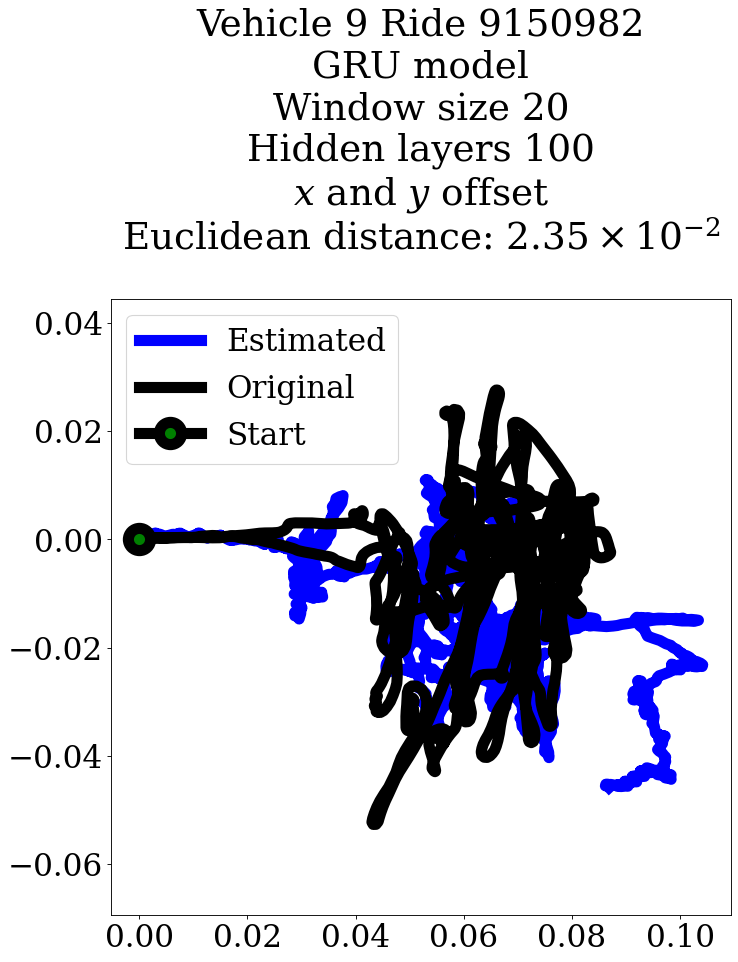 Vehicle 9 Ride 9150982
GRU model
Window size 20
Hidden layers 100
x and y offset
Euclidean distance: 2.35 × 10⁻²
Estimated
Original
Start
0.04
0.02
0.00
−0.02
−0.04
−0.06
0.00 0.02 0.04 0.06 0.08 0.10